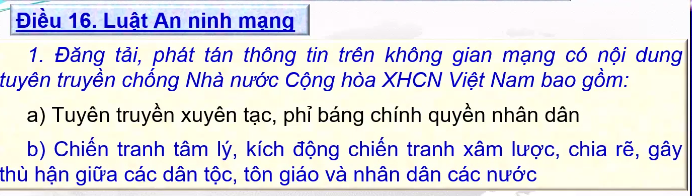 Điều 16. Luật An ninh mạng
1. Đăng tải, phát tán thông tin trên không gian mạng có nội dung
tuyên truyền chống Nhà nước Cộng hòa XHCN Việt Nam bao gồm:
a) Tuyên truyền xuyên tạc, phỉ báng chính quyền nhân dân
b) Chiến tranh tâm lý, kích động chiến tranh xâm lược, chia rẽ, gây
thù hận giữa các dân tộc, tôn giáo và nhân dân các nước